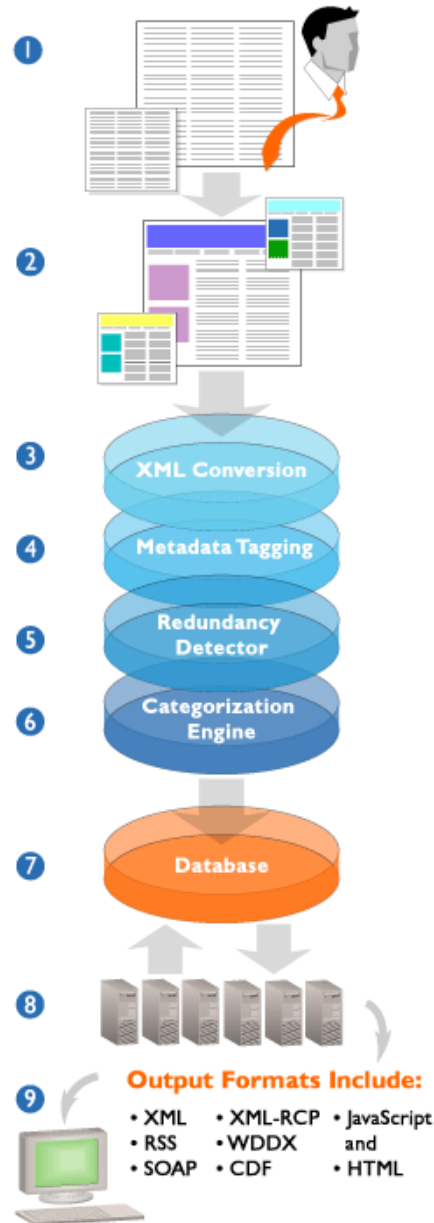 1
2
3
XML Conversion
4
Metadata Tagging
5
Redundancy
Detector
6
Categorization
Engine
7
Database
8
9
Output Formats Include:
• XML • XML-RCP • JavaScript
• RSS • WDDX and
• SOAP • CDF • HTML